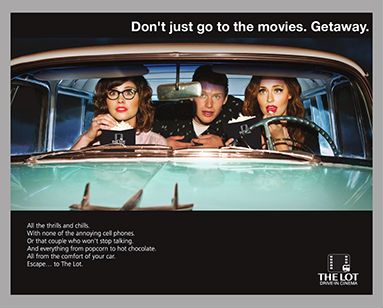 Don't just go to the movies. Getaway.
All the thrills and chills.
With none of the annoying cell phones.
Or that couple who won't stop talking.
And everything from popcorn to hot chocolate.
All from the comfort of your car.
Escape... to The Lot.
THE LOT
DRIVE-IN CINEMA